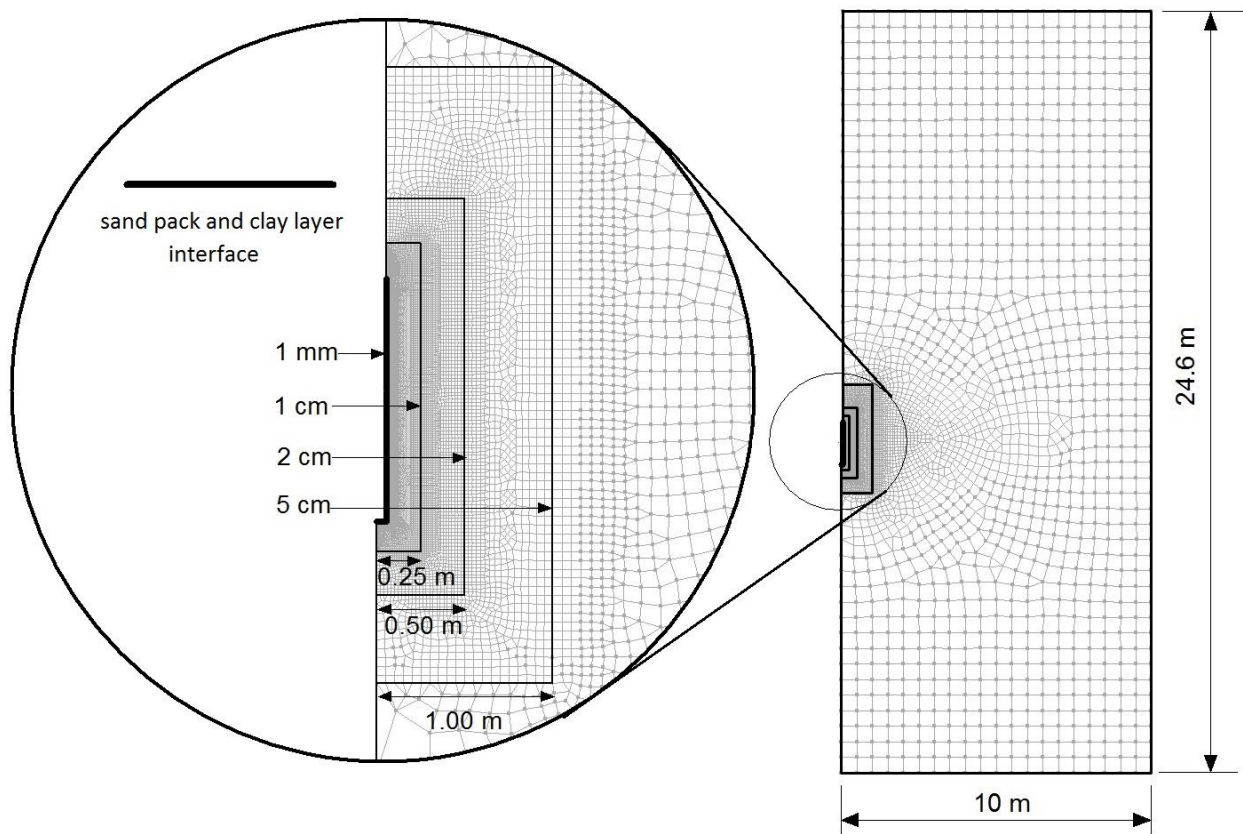 sand pack and clay layer
interface
1 mm
1 cm
2 cm
5 cm
0.25 m
0.50 m
1.00 m
24.6 m
10 m